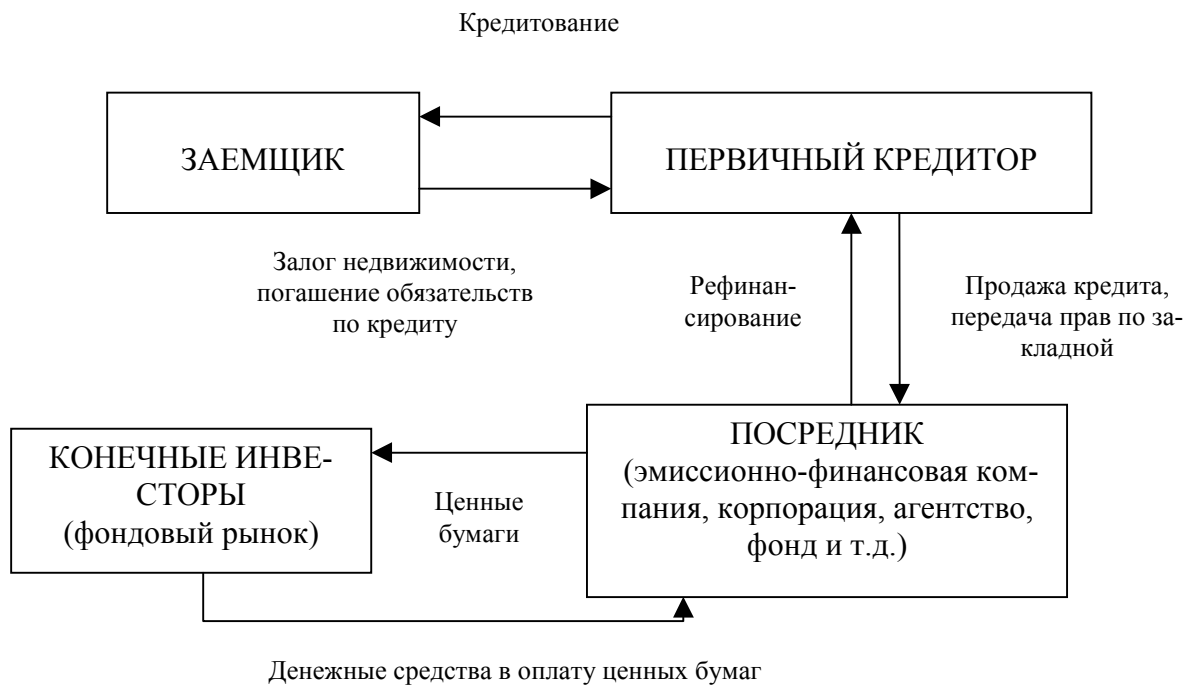 Кредитование
ЗАЕМЩИК
ПЕРВИЧНЫЙ КРЕДИТОР
Залог недвижимости,
погашение обязательств
по кредиту
Рефинан-
сирование
Продажа кредита,
передача прав по за-
кладной
КОНЕЧНЫЕ ИНВЕ-
СТОРЫ
(фондовый рынок)
Ценные
бумаги
ПОСРЕДНИК
(эмиссионно-финансовая ком-
пания, корпорация, агентство,
фонд и т.д.)
Денежные средства в оплату ценных бумаг